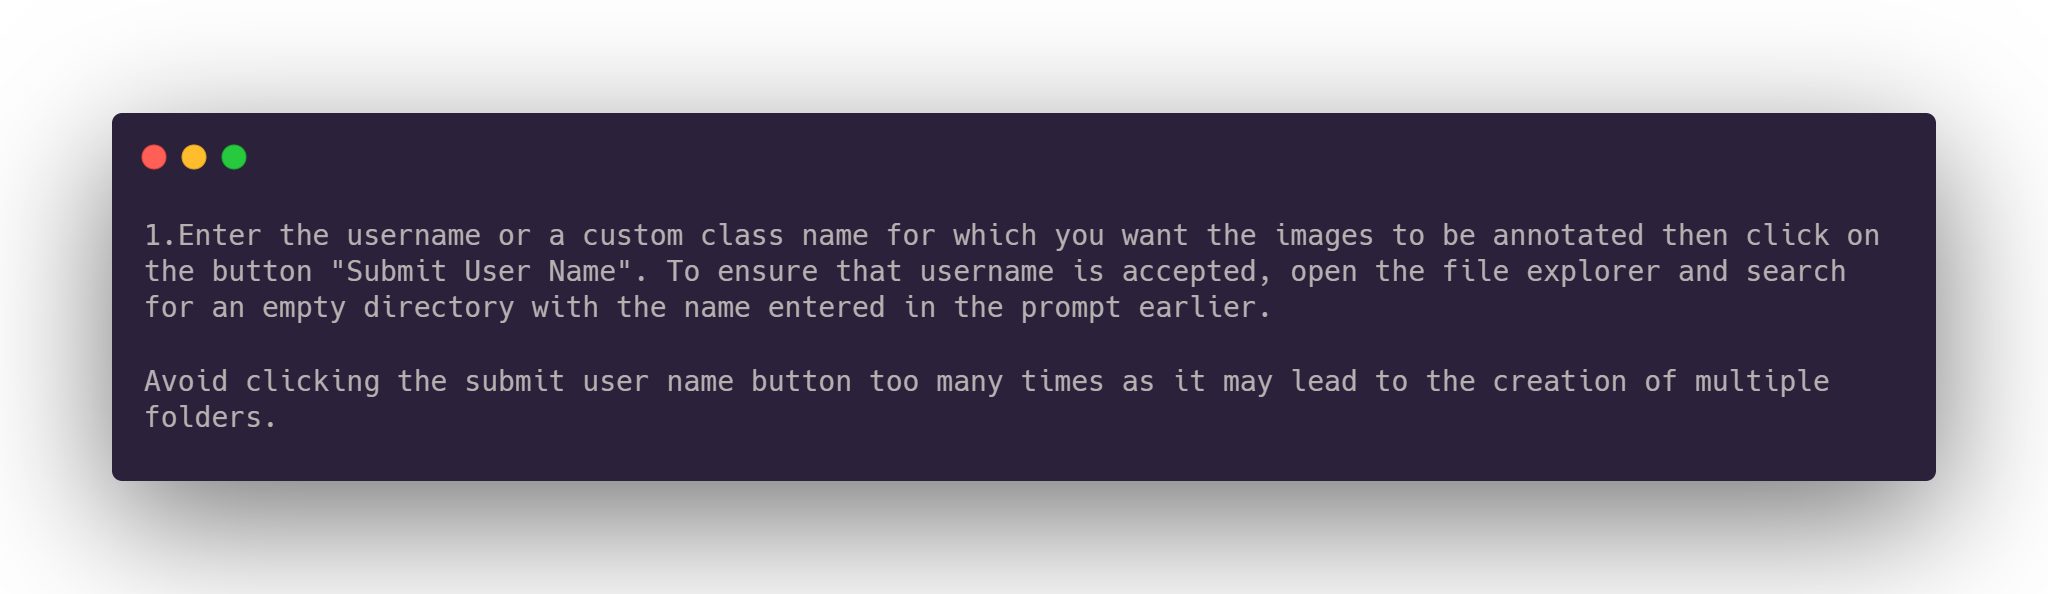 1.Enter the username or a custom class name for which you want the images to be annotated then click on
the button "Submit User Name". To ensure that username is accepted, open the file explorer and search
for an empty directory with the name entered in the prompt earlier.
Avoid clicking the submit user name button too many times as it may lead to the creation of multiple
folders.